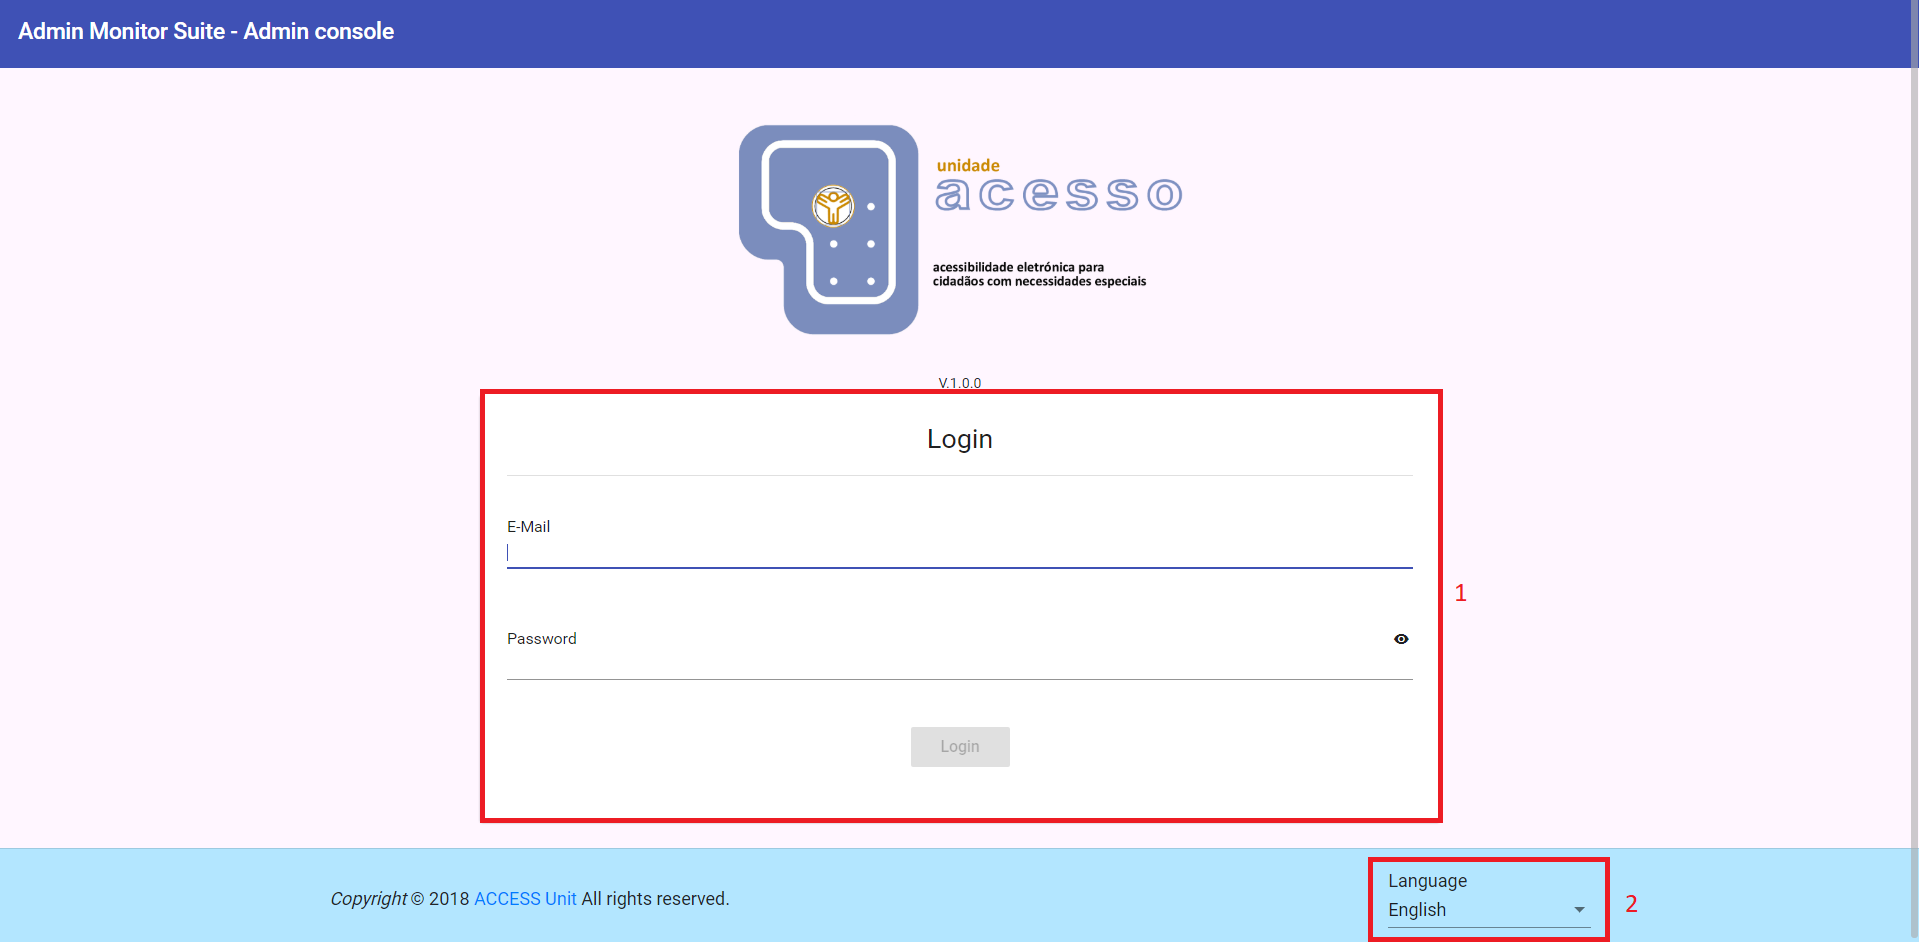 Admin Monitor Suite - Admin console
unidade
acesso
acessibilidade eletrónica para
cidadãos com necessidades especiais
V.1.0.0
Login
E-Mail
1
Password
Login
Copyright © 2018 ACCESS Unit All rights reserved.
Language
English
2